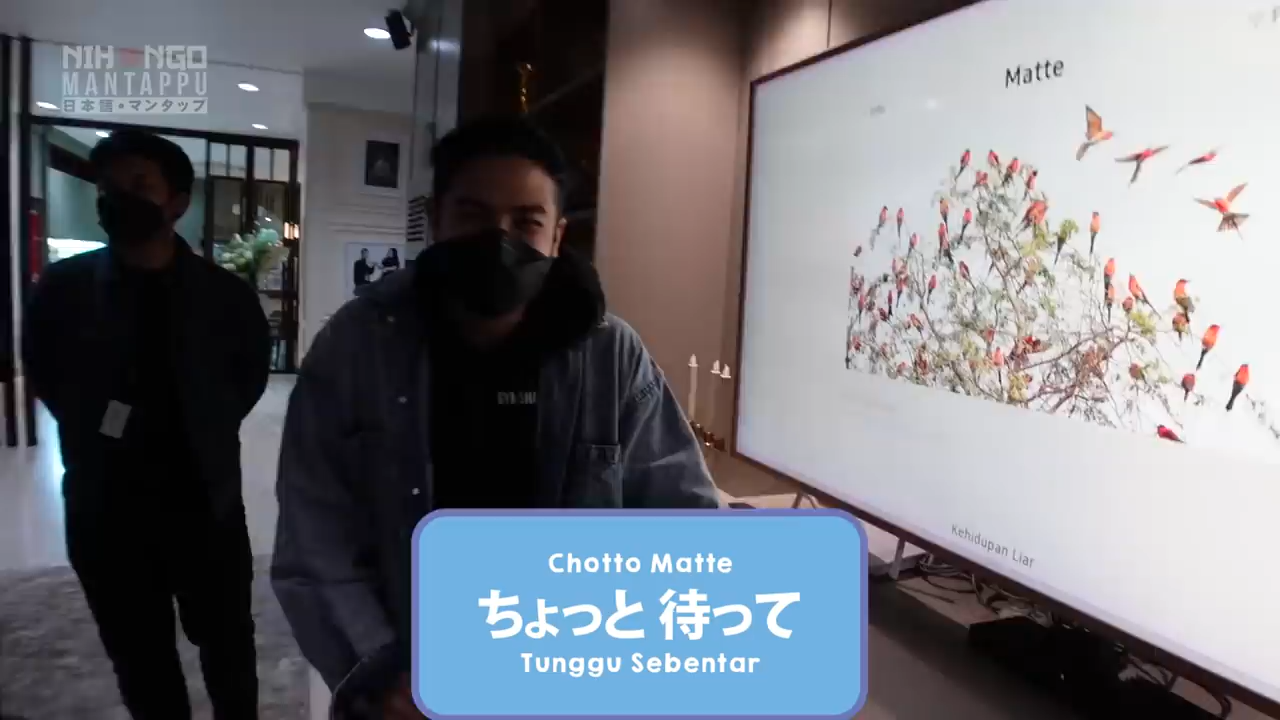 NIHONGO
MANTAPPU
日本語・マンタップ
Matte
Kehidupan Liar
Chotto Matte
ちょっと 待って
Tunggu Sebentar